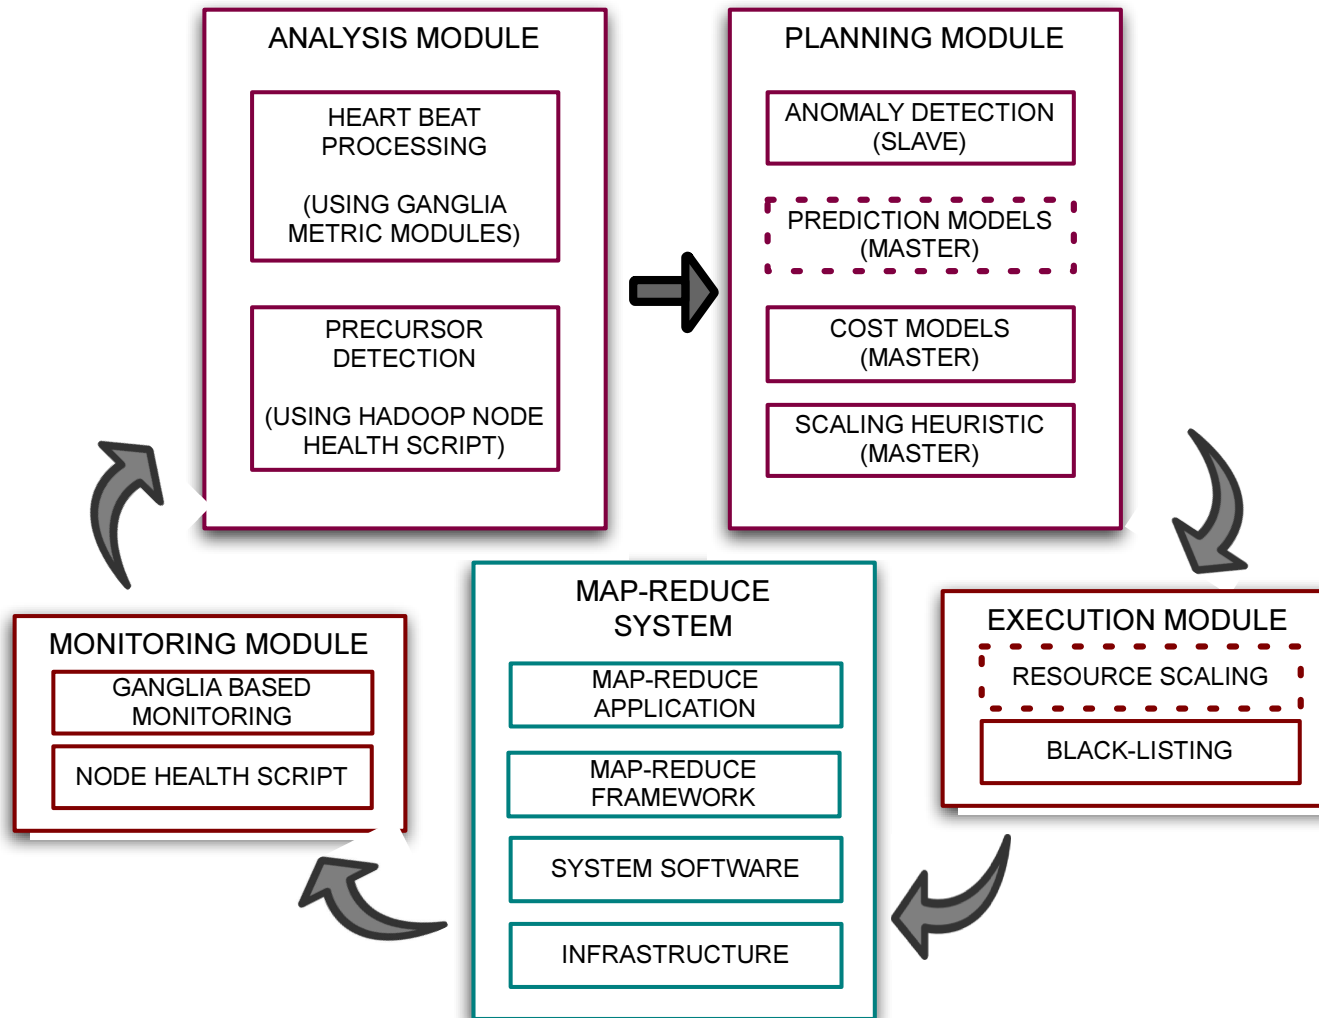 ANALYSIS MODULE
HEART BEAT
PROCESSING
(USING GANGLIA
METRIC MODULES)
PRECURSOR
DETECTION
(USING HADOOP NODE
HEALTH SCRIPT)
PLANNING MODULE
ANOMALY DETECTION
(SLAVE)
PREDICTION MODELS
(MASTER)
COST MODELS
(MASTER)
SCALING HEURISTIC
(MASTER)
MONITORING MODULE
GANGLIA BASED
MONITORING
NODE HEALTH SCRIPT
MAP-REDUCE
SYSTEM
MAP-REDUCE
APPLICATION
MAP-REDUCE
FRAMEWORK
SYSTEM SOFTWARE
INFRASTRUCTURE
EXECUTION MODULE
RESOURCE SCALING
BLACK-LISTING